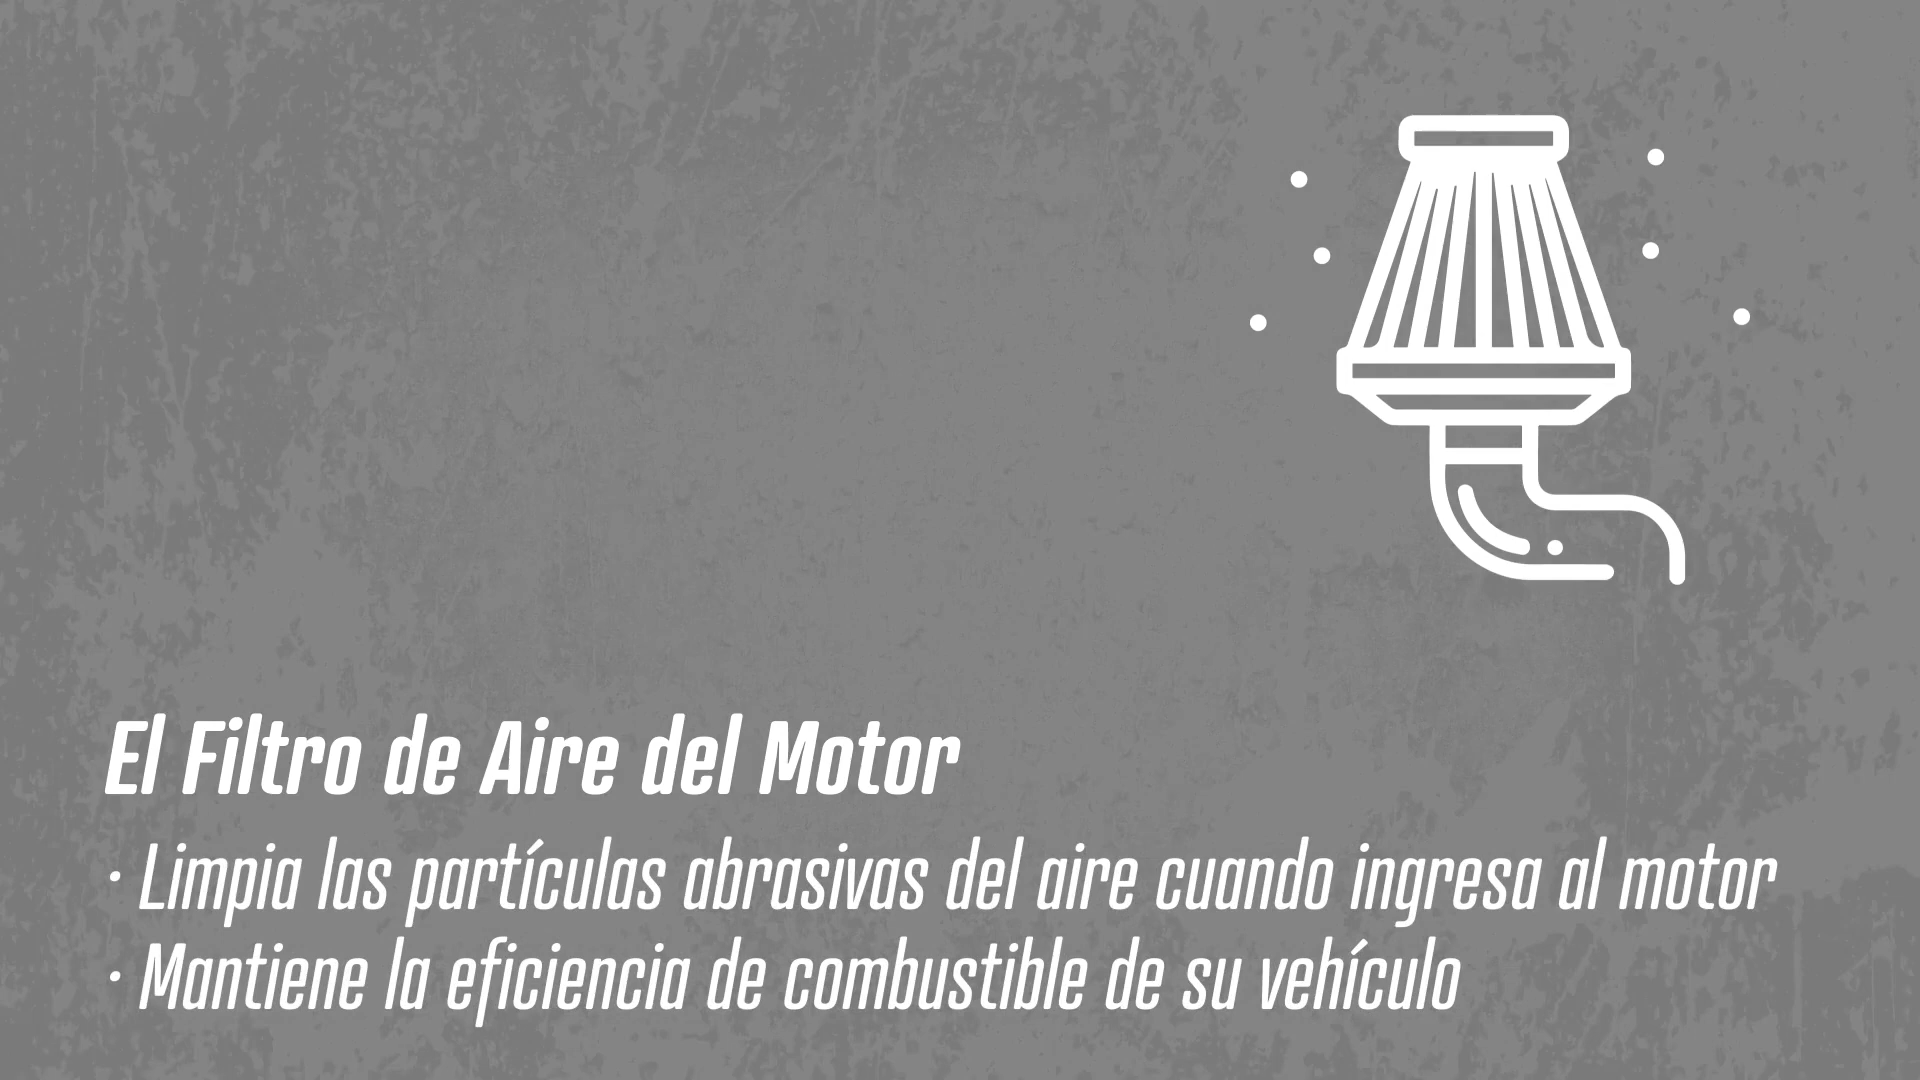 El Filtro de Aire del Motor
· Limpia las partículas abrasivas del aire cuando ingresa al motor
· Mantiene la eficiencia de combustible de su vehículo